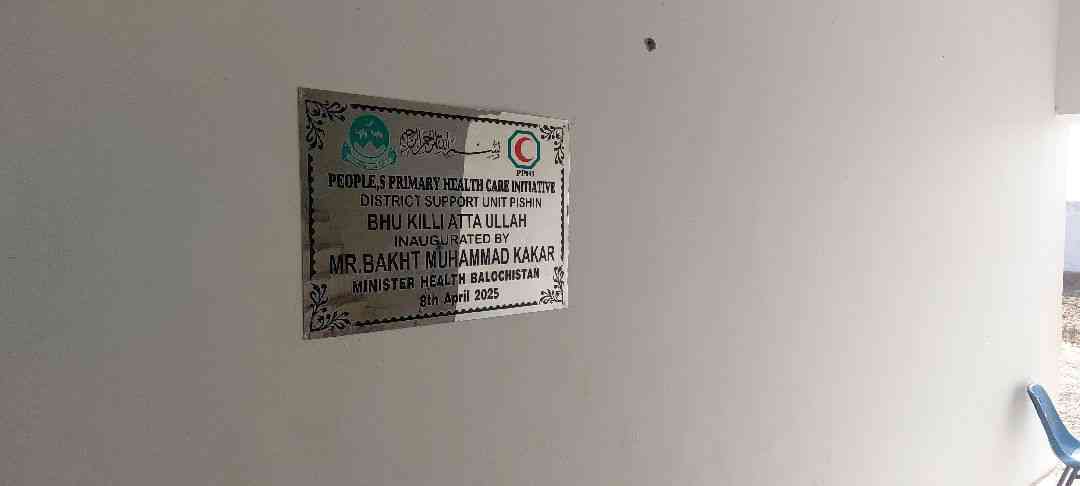 بسم الله الرحمن الرحيم
PPHI
PEOPLE,S PRIMARY HEALTH CARE INITIATIVE
DISTRICT SUPPORT UNIT PISHIN
BHU KILLI ATTA ULLAH
INAUGURATED BY
MR.BAKHT MUHAMMAD KAKAR
MINISTER HEALTH BALOCHISTAN
8th April 2025